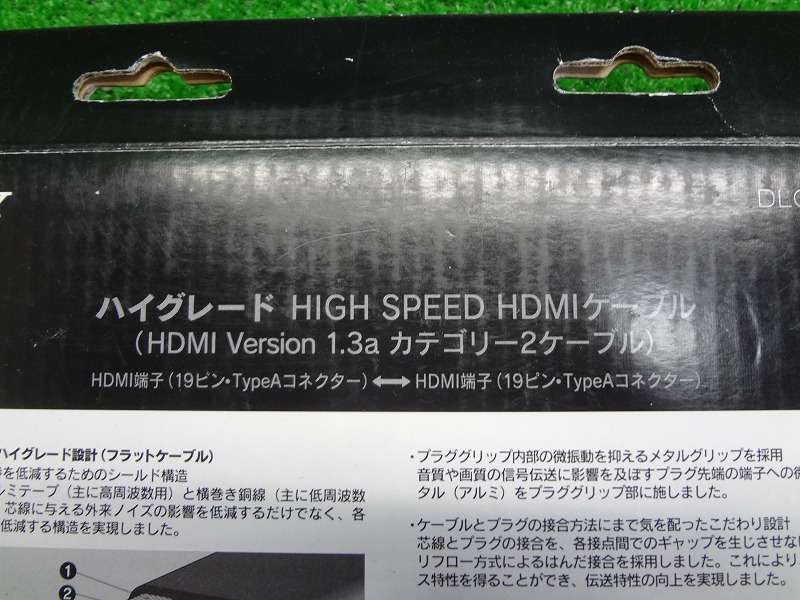 DLC
ハイグレード HIGH SPEED HDMIケーブル
(HDMI Version 1.3a カテゴリー2ケーブル)
HDMI端子(19ピン・TypeAコネクター)⟷HDMI端子(19ピン・TypeAコネクター)
ハイグレード設計(フラットケーブル)
を低減するためのシールド構造
ルミテープ(主に高周波数用)と横巻き銅線(主に低周波数
芯線に与える外来ノイズの影響を低減するだけでなく、各
低減する構造を実現しました。
❶
❷
・プラググリップ内部の微振動を抑えるメタルグリップを採用
音質や画質の信号伝送に影響を及ぼすプラグ先端の端子への微
タル(アルミ)をプラググリップ部に施しました。
・ケーブルとプラグの接合方法にまで気を配ったこだわり設計
芯線とプラグの接合を、各接点間でのギャップを生じさせない
リフロー方式によるはんだ接合を採用しました。これにより、
ス特性を得ることができ、伝送特性の向上を実現しました。